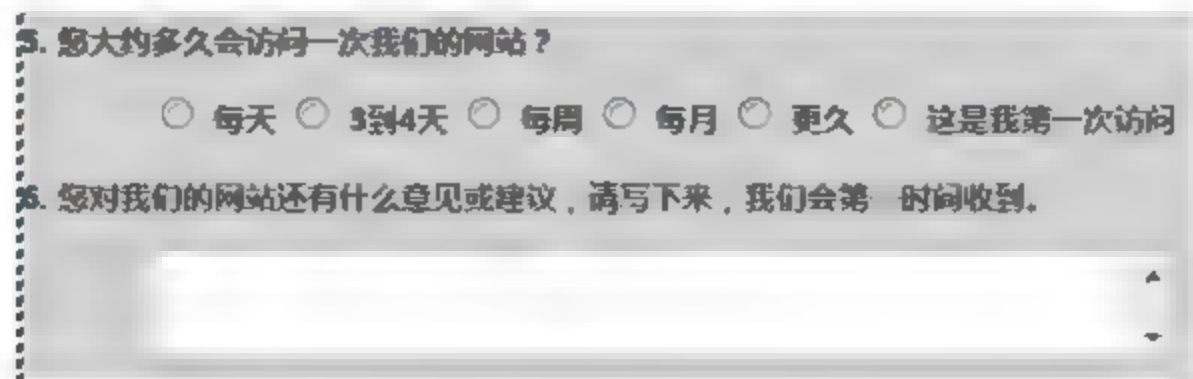 5. 您大约多久会访问一次我们的网站？
每天 3到4天 每周 每月 更久 这是我第一次访问
6. 您对我们的网站还有什么意见或建议，请写下来，我们会第一时间收到。